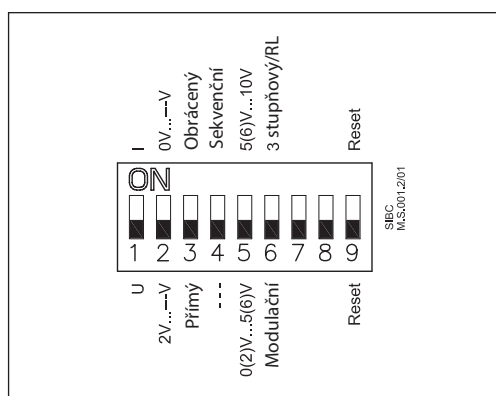 I
0V...---V
Obrácený
Sekvenční
5(6)V...10V
3 stupňový/RL
Reset
ON
1 2 3 4 5 6 7 8 9
U
2V...---V
Přímý
----
0(2)V...5(6)V
Modulační
Reset
SIBC
M.S.001.2/01